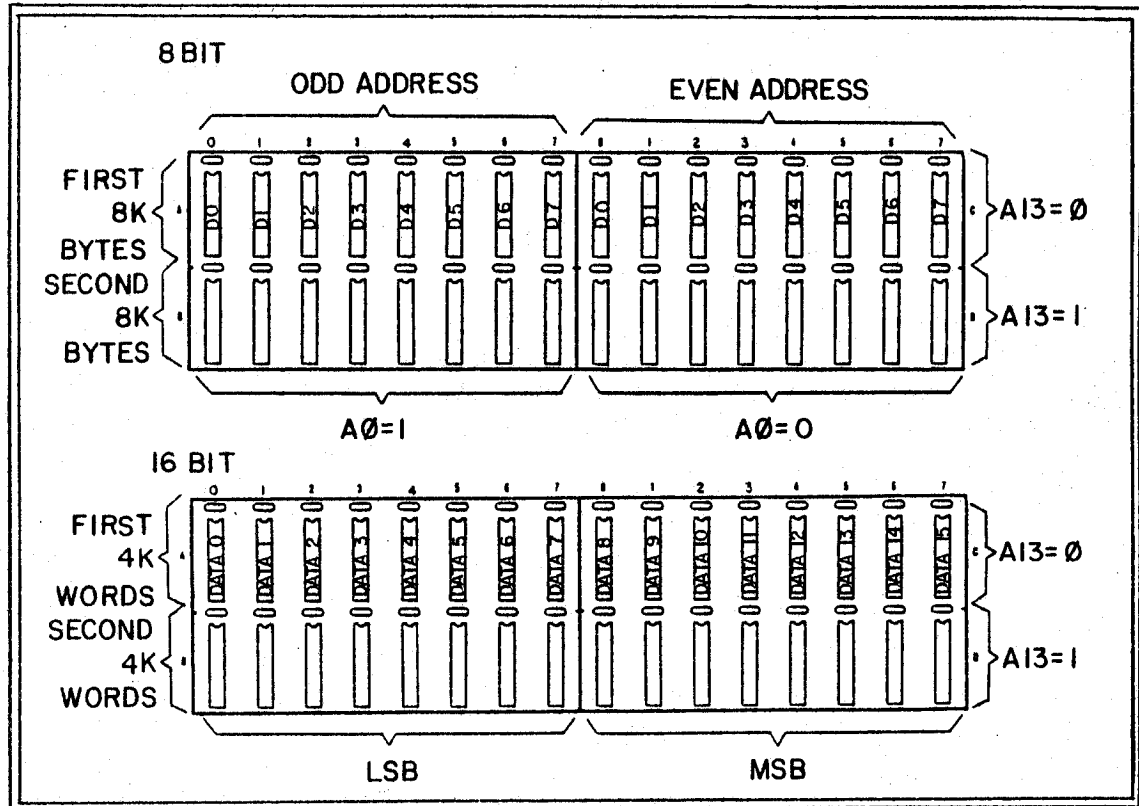 8 BIT
ODD ADDRESS EVEN ADDRESS
0 1 2 3 4 5 6 7 0 1 2 3 4 5 6 7
FIRST
8K
BYTES
A D0 D1 D2 D3 D4 D5 D6 D7 D0 D1 D2 D3 D4 D5 D6 D7 C A13=Ø
SECOND
8K
BYTES
A13=1
AØ=1 AØ=0
16 BIT
0 1 2 3 4 5 6 7 1 2 3 4 5 6 7
FIRST
4K
WORDS
A DATA 0 DATA 1 DATA 2 DATA 3 DATA 4 DATA 5 DATA 6 DATA 7 DATA 8 DATA 9 DATA 10 DATA 11 DATA 12 DATA 13 DATA 14 DATA 15 C A13=Ø
SECOND
4K
WORDS
A13=1
LSB MSB